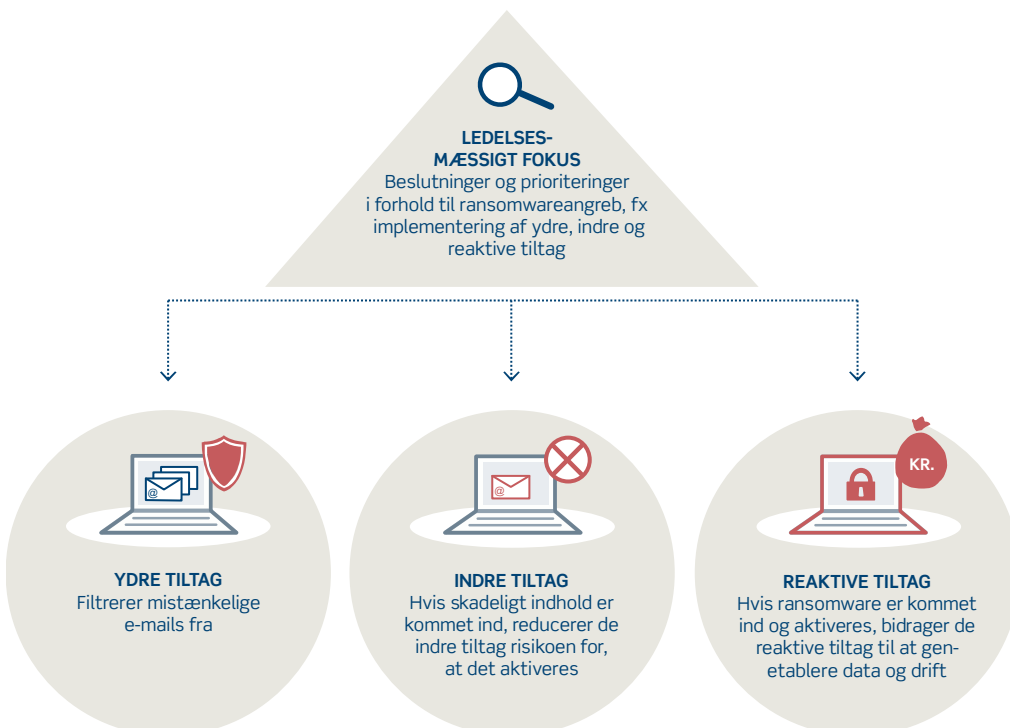 LEDELSES-
MÆSSIGT FOKUS
Beslutninger og prioriteringer
i forhold til ransomwareangreb, fx
implementering af ydre, indre og
reaktive tiltag
@
YDRE TILTAG
Filtrerer mistænkelige
e-mails fra
@
INDRE TILTAG
Hvis skadeligt indhold er
kommet ind, reducerer de
indre tiltag risikoen for,
at det aktiveres
KR.
REAKTIVE TILTAG
Hvis ransomware er kommet
ind og aktiveres, bidrager de
reaktive tiltag til at gen-
etablere data og drift